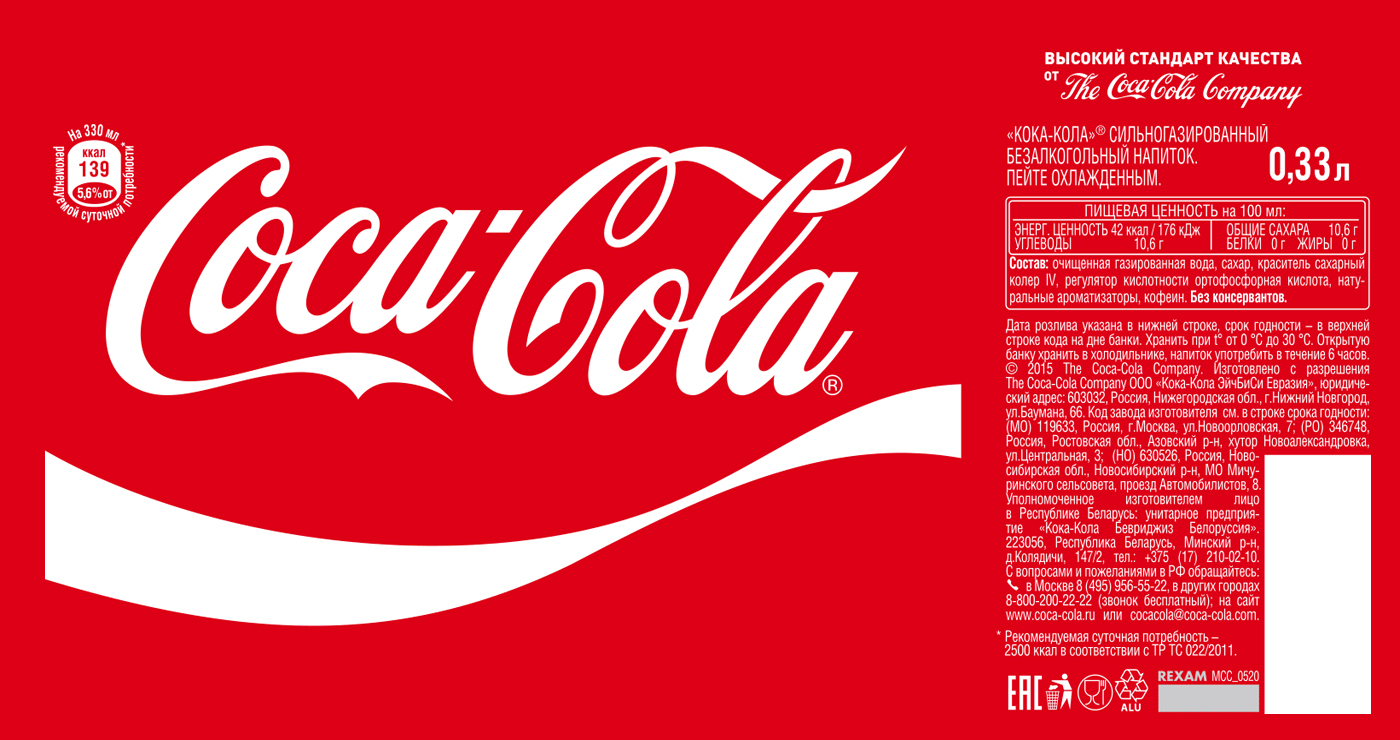 На 330 мл
ккал
139
5,6% от
рекомендуемой суточной потребности*
Coca-Cola®
ВЫСОКИЙ СТАНДАРТ КАЧЕСТВА
от The Coca-Cola Company
«КОКА-КОЛА»® СИЛЬНОГАЗИРОВАННЫЙ
БЕЗАЛКОГОЛЬНЫЙ НАПИТОК.
ПЕЙТЕ ОХЛАЖДЕННЫМ.
0,33 л
ПИЩЕВАЯ ЦЕННОСТЬ на 100 мл:
ЭНЕРГ. ЦЕННОСТЬ 42 ккал / 176 кДж ОБЩИЕ САХАРА 10,6 г
УГЛЕВОДЫ 10,6 г БЕЛКИ 0 г ЖИРЫ 0 г
Состав: очищенная газированная вода, сахар, краситель сахарный
колер IV, регулятор кислотности ортофосфорная кислота, нату-
ральные ароматизаторы, кофеин. Без консервантов.
Дата розлива указана в нижней строке, срок годности – в верхней
строке кода на дне банки. Хранить при t° от 0 °С до 30 °С. Открытую
банку хранить в холодильнике, напиток употребить в течение 6 часов.
© 2015 The Coca-Cola Company. Изготовлено с разрешения
The Coca-Cola Company ООО «Кока-Кола ЭйчБиСи Евразия», юридиче-
ский адрес: 603032, Россия, Нижегородская обл., г.Нижний Новгород,
ул.Баумана, 66. Код завода изготовителя см. в строке срока годности:
(МО) 119633, Россия, г.Москва, ул.Новоорловская, 7; (РО) 346748,
Россия, Ростовская обл., Азовский р-н, хутор Новоалександровка,
ул.Центральная, 3; (НО) 630526, Россия, Ново-
сибирская обл., Новосибирский р-н, МО Мичу-
ринского сельсовета, проезд Автомобилистов, 8.
Уполномоченное изготовителем лицо
в Республике Беларусь: унитарное предприя-
тие «Кока-Кола Бевриджиз Белоруссия».
223056, Республика Беларусь, Минский р-н,
д.Колядичи, 147/2, тел.: +375 (17) 210-02-10.
С вопросами и пожеланиями в РФ обращайтесь:
в Москве 8 (495) 956-55-22, в других городах
8-800-200-22-22 (звонок бесплатный); на сайт
www.coca-cola.ru или cocacola@coca-cola.com.
* Рекомендуемая суточная потребность –
2500 ккал в соответствии с ТР ТС 022/2011.
EAC
ALU
REXAM MCC_0520